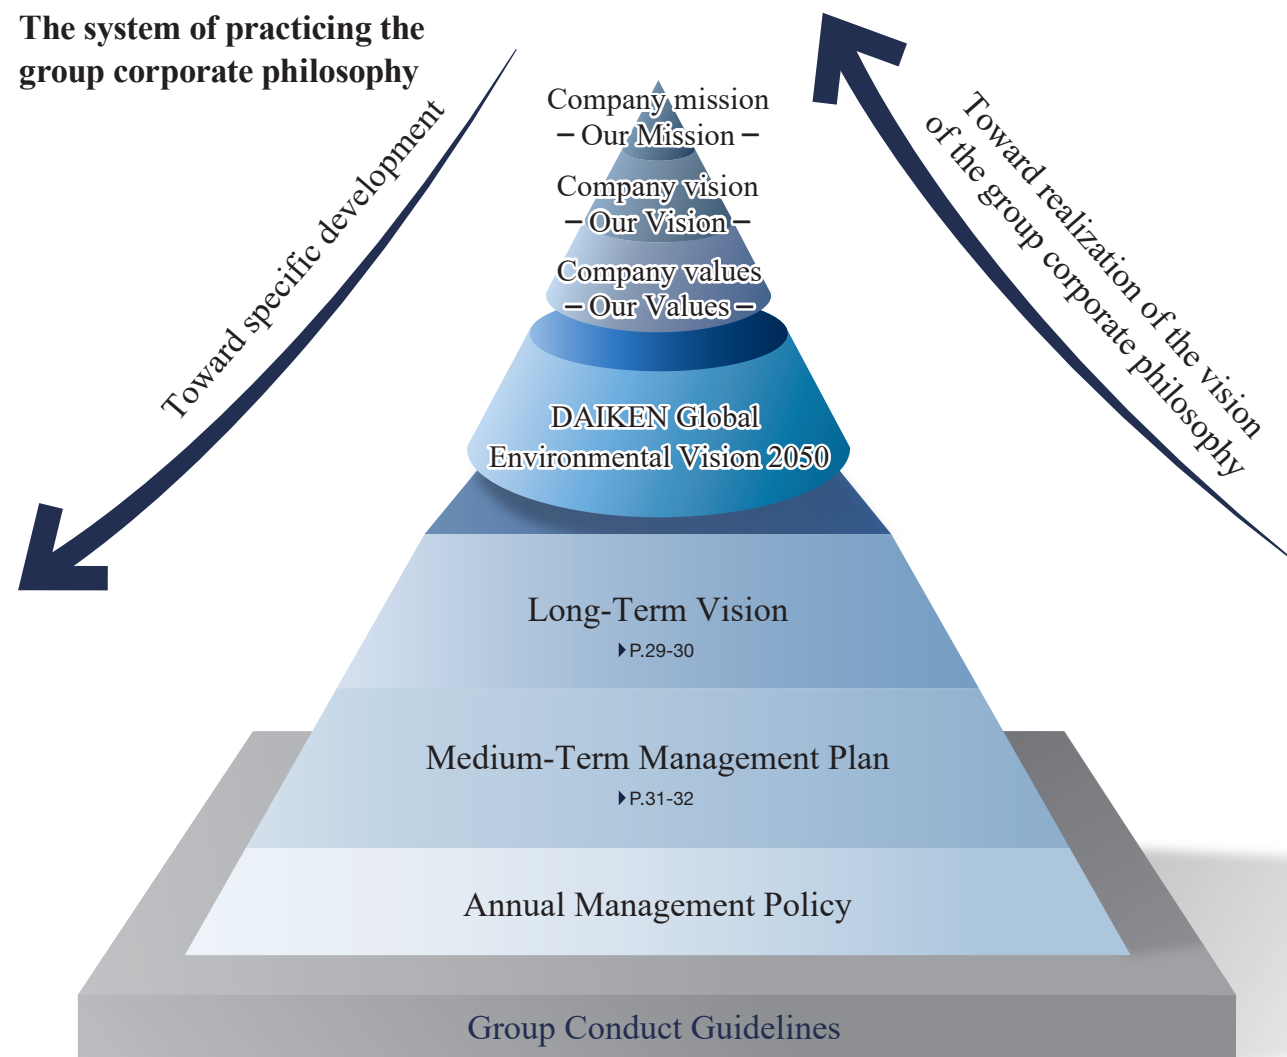 The system of practicing the
group corporate philosophy
Toward specific development
Toward realization of the vision
of the group corporate philosophy
Company mission
– Our Mission –
Company vision
– Our Vision –
Company values
– Our Values –
DAIKEN Global
Environmental Vision 2050
Long-Term Vision
P.29-30
Medium-Term Management Plan
P.31-32
Annual Management Policy
Group Conduct Guidelines